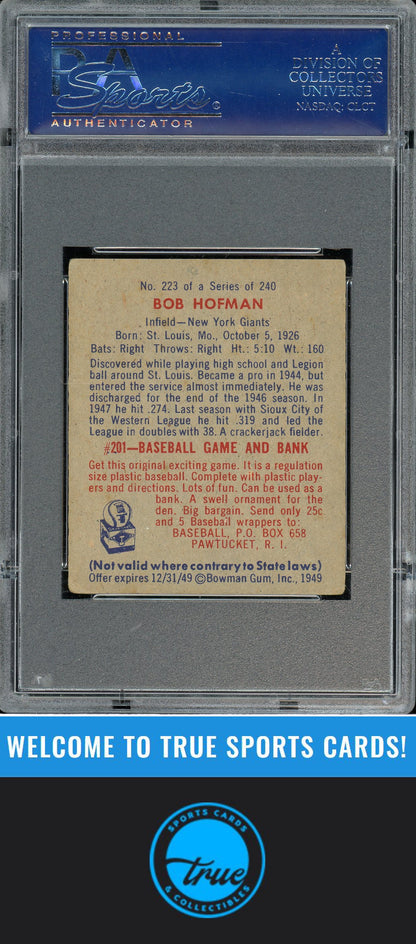 PROFESSIONAL
PSA
Sports
AUTHENTICATOR
A
DIVISION OF
COLLECTORS
UNIVERSE
NASDAQ: CLCT
No. 223 of a Series of 240
BOB HOFMAN
Infield—New York Giants
Born: St. Louis, Mo., October 5, 1926
Bats: Right Throws: Right Ht.: 5:10 Wt.: 160
Discovered while playing high school and Legion
ball around St. Louis. Became a pro in 1944, but
entered the service almost immediately. He was
discharged for the end of the 1946 season. In
1947 he hit .274. Last season with Sioux City of
the Western League he hit .319 and led the
League in doubles with 38. A crackerjack fielder.
#201—BASEBALL GAME AND BANK
Get this original exciting game. It is a regulation
size plastic baseball. Complete with plastic play-
ers and directions. Lots of fun. Can be used as a
bank. A swell ornament for the
den. Big bargain. Send only 25c
and 5 Baseball wrappers to:
BASEBALL, P.O. BOX 658
PAWTUCKET, R. I.
(Not valid where contrary to State laws)
Offer expires 12/31/49 ©Bowman Gum, Inc., 1949
WELCOME TO TRUE SPORTS CARDS!
SPORTS CARDS
true
& COLLECTIBLES